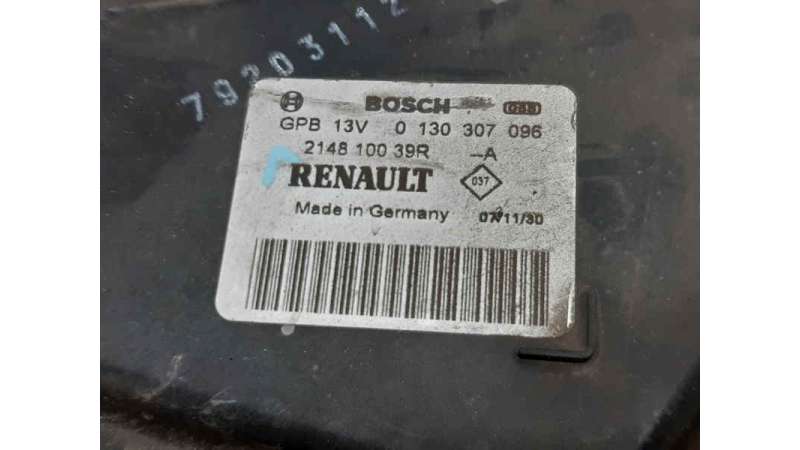 79203112
BOSCH
GPB 13V 0 130 307 096
2148 100 39R -A
RENAULT 037
Made in Germany 07/11/30